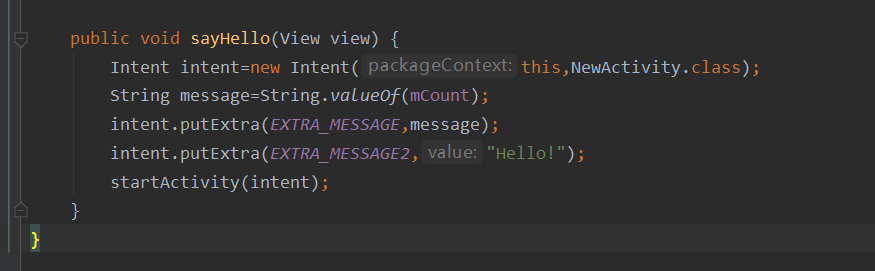 public void sayHello(View view) {
Intent intent=new Intent( packageContext: this,NewActivity.class);
String message=String.valueOf(mCount);
intent.putExtra(EXTRA_MESSAGE,message);
intent.putExtra(EXTRA_MESSAGE2, value: "Hello!");
startActivity(intent);
}
}